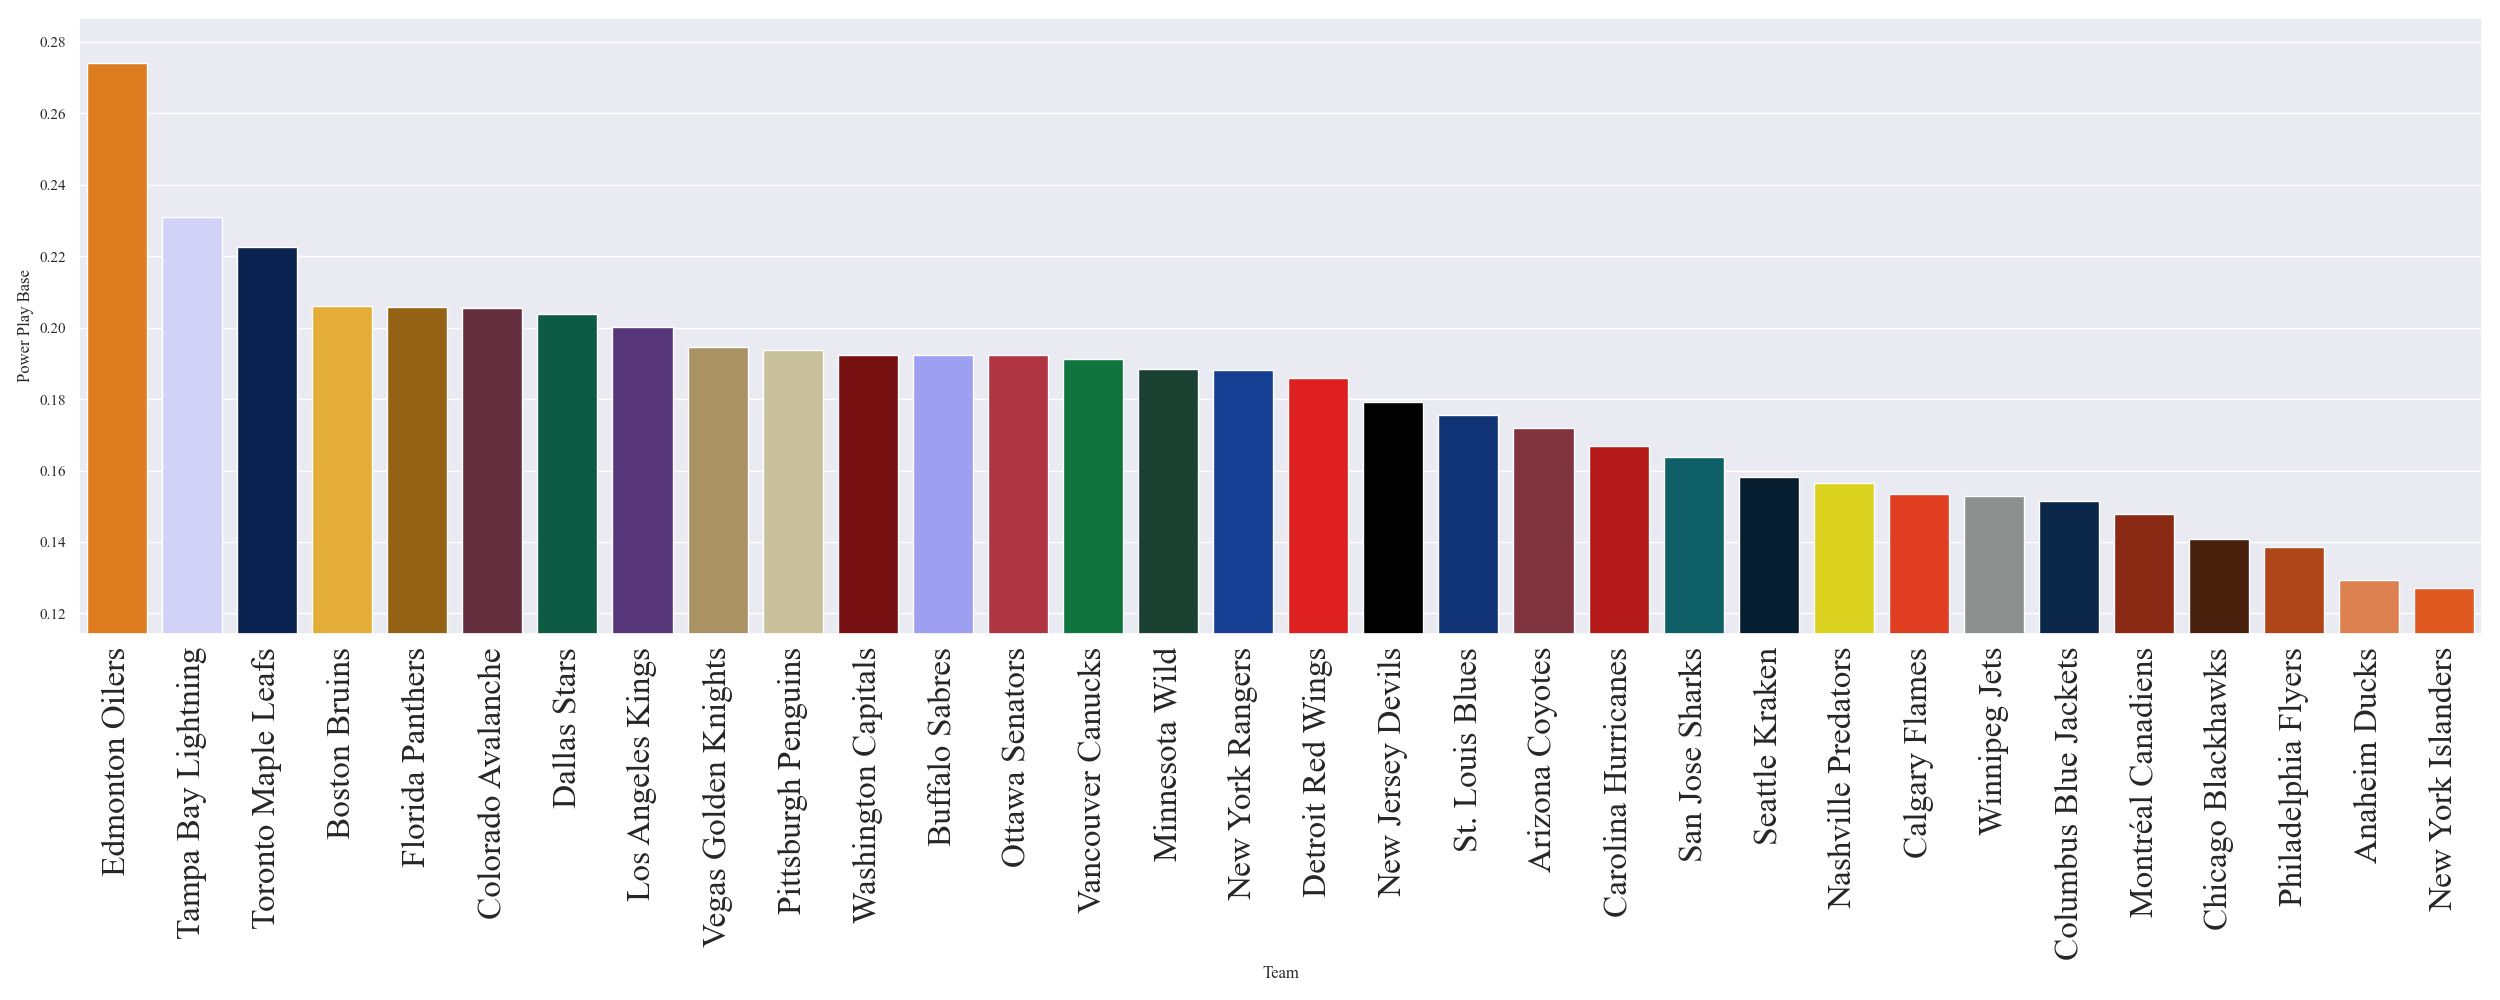 0.28
0.26
0.24
0.22
0.20
0.18
0.16
0.14
0.12
Power Play Base
Edmonton Oilers
Tampa Bay Lightning
Toronto Maple Leafs
Boston Bruins
Florida Panthers
Colorado Avalanche
Dallas Stars
Los Angeles Kings
Vegas Golden Knights
Pittsburgh Penguins
Washington Capitals
Buffalo Sabres
Ottawa Senators
Vancouver Canucks
Minnesota Wild
New York Rangers
Detroit Red Wings
New Jersey Devils
St. Louis Blues
Arizona Coyotes
Carolina Hurricanes
San Jose Sharks
Seattle Kraken
Nashville Predators
Calgary Flames
Winnipeg Jets
Columbus Blue Jackets
Montréal Canadiens
Chicago Blackhawks
Philadelphia Flyers
Anaheim Ducks
New York Islanders
Team